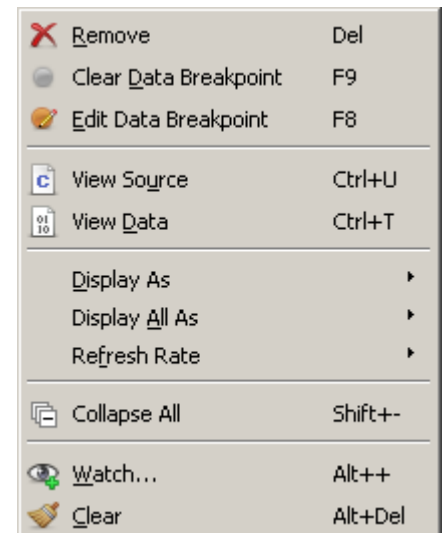 Remove Del
Clear Data Breakpoint F9
Edit Data Breakpoint F8
View Source Ctrl+U
View Data Ctrl+T
Display As
Display All As
Refresh Rate
Collapse All Shift+-
Watch... Alt++
Clear Alt+Del